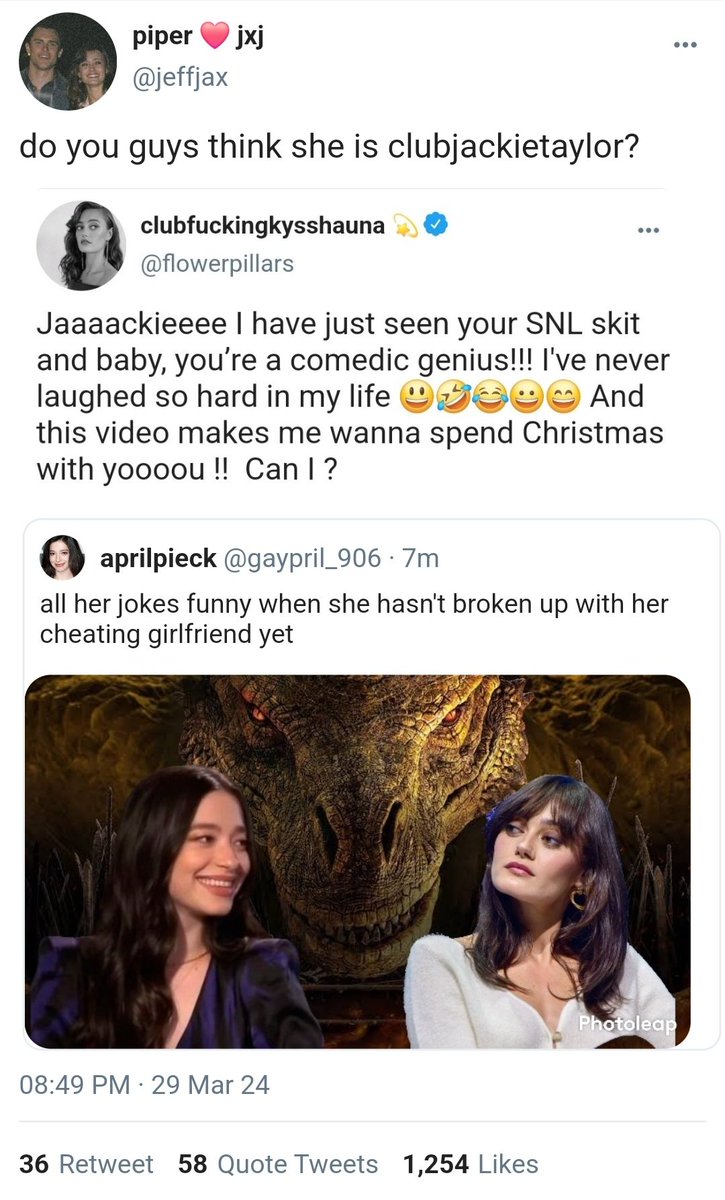 piper ❤️ jxj
@jeffjax
do you guys think she is clubjackietaylor?
clubfuckingkysshauna 💫
@flowerpillars
Jaaaackieeee I have just seen your SNL skit
and baby, you’re a comedic genius!!! I've never
laughed so hard in my life 😃🤣😂😀😄 And
this video makes me wanna spend Christmas
with yoooou !!  Can I ?
aprilpieck @gaypril_906 · 7m
all her jokes funny when she hasn't broken up with her
cheating girlfriend yet
Photoleap
08:49 PM · 29 Mar 24
36 Retweet 58 Quote Tweets 1,254 Likes